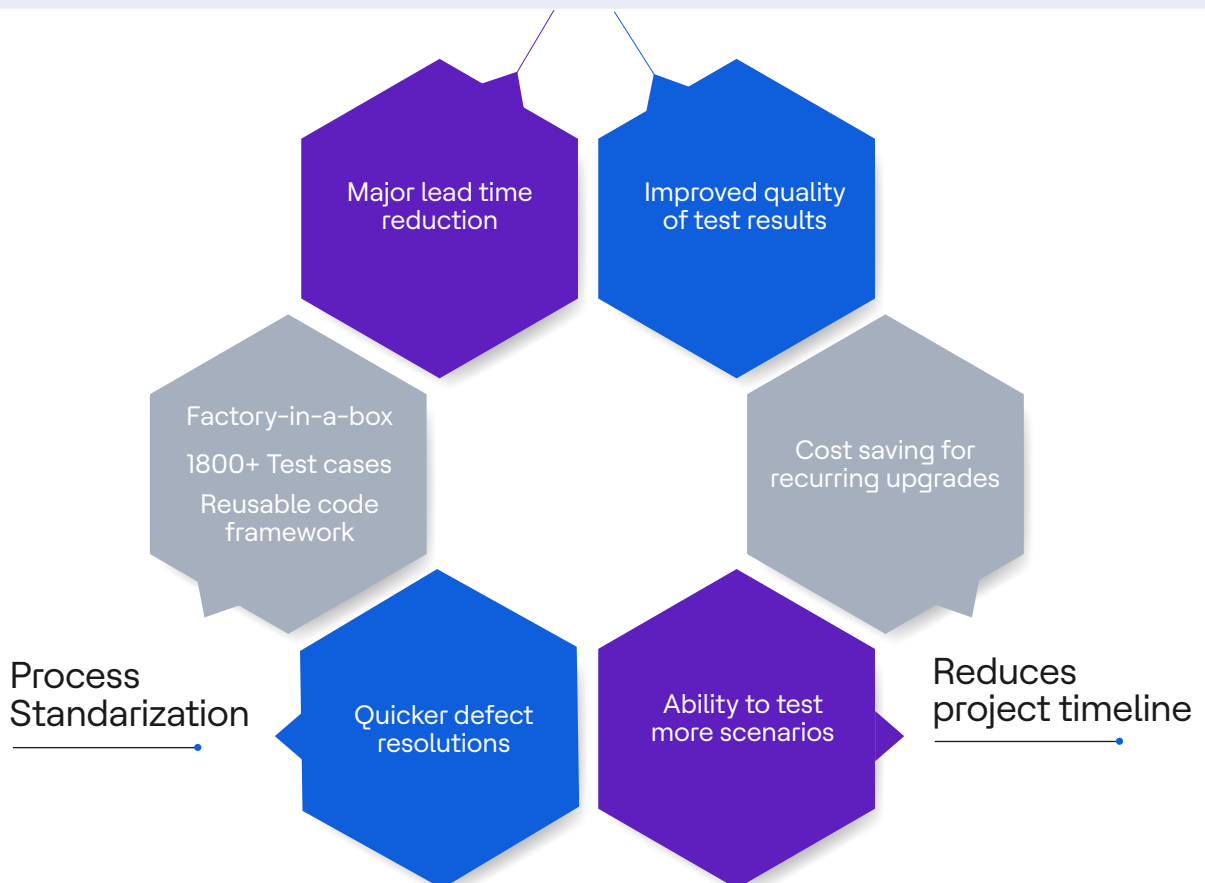 Major lead time
reduction
Improved quality
of test results
Factory-in-a-box
1800+ Test cases
Reusable code
framework
Cost saving for
recurring upgrades
Process
Standarization
Quicker defect
resolutions
Ability to test
more scenarios
Reduces
project timeline